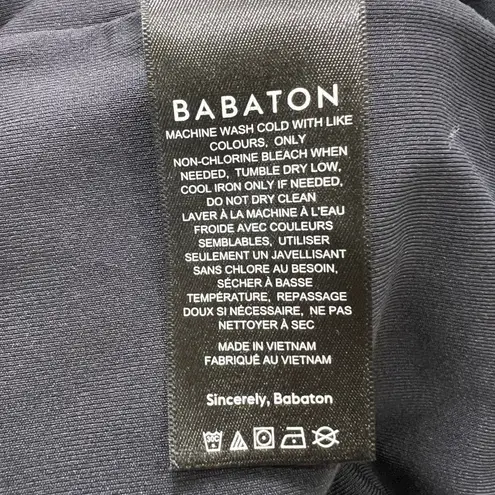 BABATON
MACHINE WASH COLD WITH LIKE
COLOURS, ONLY
NON-CHLORINE BLEACH WHEN
NEEDED, TUMBLE DRY LOW,
COOL IRON ONLY IF NEEDED,
DO NOT DRY CLEAN
LAVER À LA MACHINE À L'EAU
FROIDE AVEC COULEURS
SEMBLABLES, UTILISER
SEULEMENT UN JAVELLISANT
SANS CHLORE AU BESOIN,
SÉCHER À BASSE
TEMPÉRATURE, REPASSAGE
DOUX SI NÉCESSAIRE, NE PAS
NETTOYER À SEC
MADE IN VIETNAM
FABRIQUÉ AU VIETNAM
Sincerely, Babaton